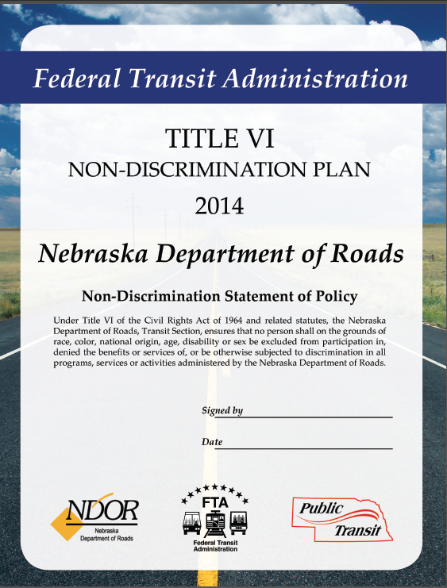 Federal Transit Administration
TITLE VI
NON-DISCRIMINATION PLAN
2014
Nebraska Department of Roads
Non-Discrimination Statement of Policy
Under Title VI of the Civil Rights Act of 1964 and related statutes, the Nebraska
Department of Roads, Transit Section, ensures that no person shall on the grounds of
race, color, national origin, age, disability or sex be excluded from participation in,
denied the benefits or services of, or be otherwise subjected to discrimination in all
programs, services or activities administered by the Nebraska Department of Roads.
Signed by
Date
NDOR
Nebraska
Department of Roads
FTA
Federal Transit
Administration
Public
Transit